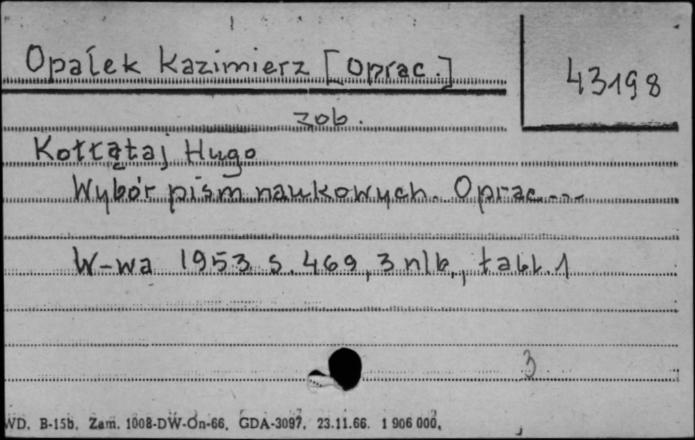 Opałek Kazimierz [oprac.]
43198
zob.
Kołłątaj Hugo
Wybór pism naukowych. Oprac...
W-wa 1953 s. 469, 3 nlb., tabl. 1
3
WD. B-15b. Zam. 1008-DW-On-66. GDA-3097. 23.11.66. 1 906 000.